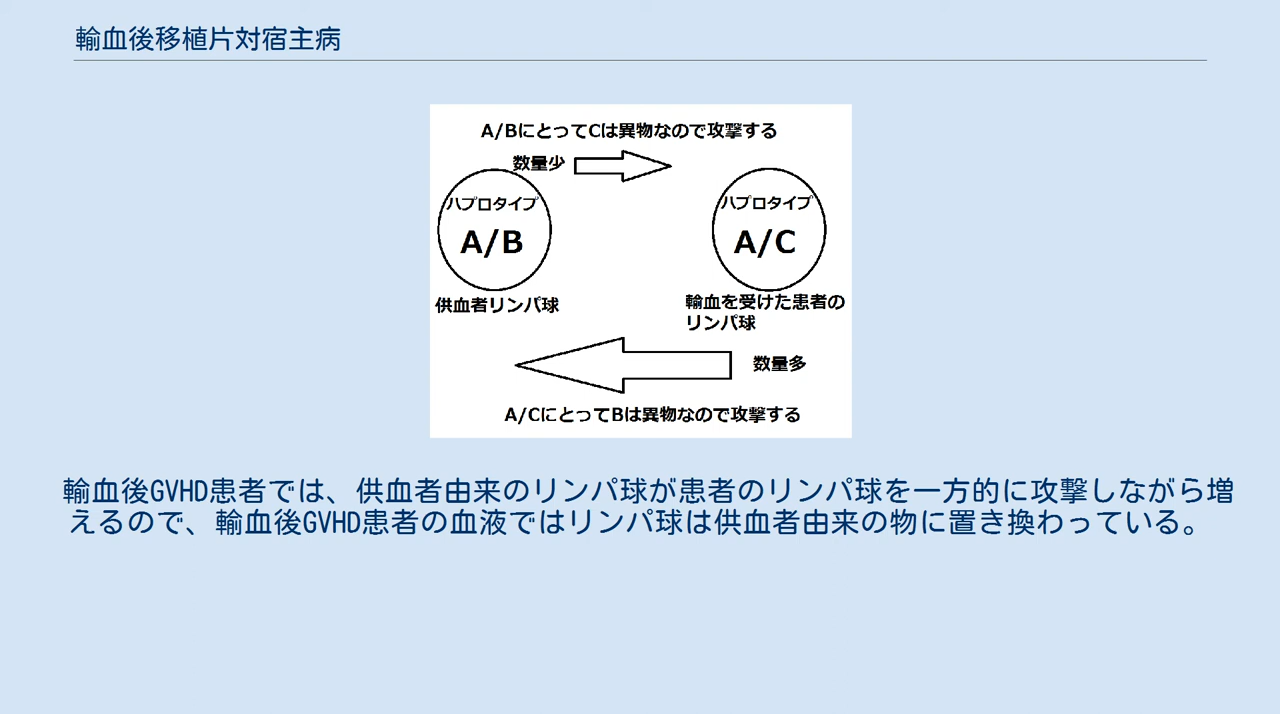 輸血後移植片対宿主病
A/BにとってCは異物なので攻撃する
数量少
ハプロタイプ
A/B
供血者リンパ球
ハプロタイプ
A/C
輸血を受けた患者の
リンパ球
数量多
A/CにとってBは異物なので攻撃する
輸血後GVHD患者では、供血者由来のリンパ球が患者のリンパ球を一方的に攻撃しながら増
えるので、輸血後GVHD患者の血液ではリンパ球は供血者由来の物に置き換わっている。